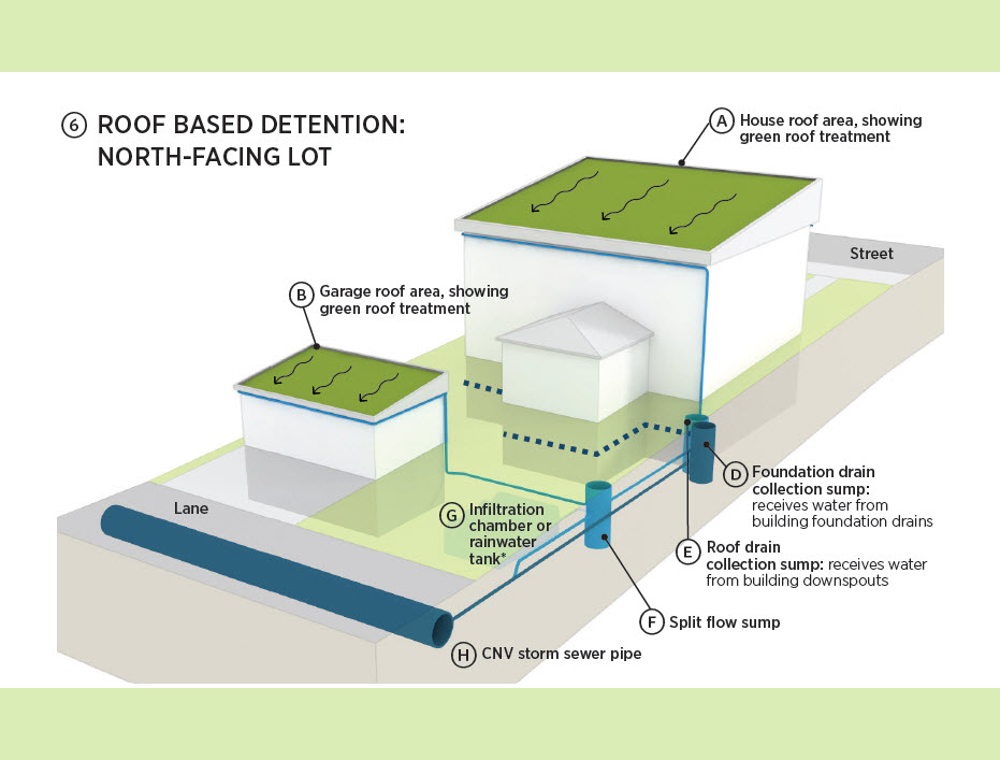 6 ROOF BASED DETENTION:
NORTH-FACING LOT
A House roof area, showing
green roof treatment
Street
B Garage roof area, showing
green roof treatment
D Foundation drain
collection sump:
receives water from
building foundation drains
Lane
G Infiltration
chamber or
rainwater
tank*
E Roof drain
collection sump: receives water
from building downspouts
F Split flow sump
H CNV storm sewer pipe